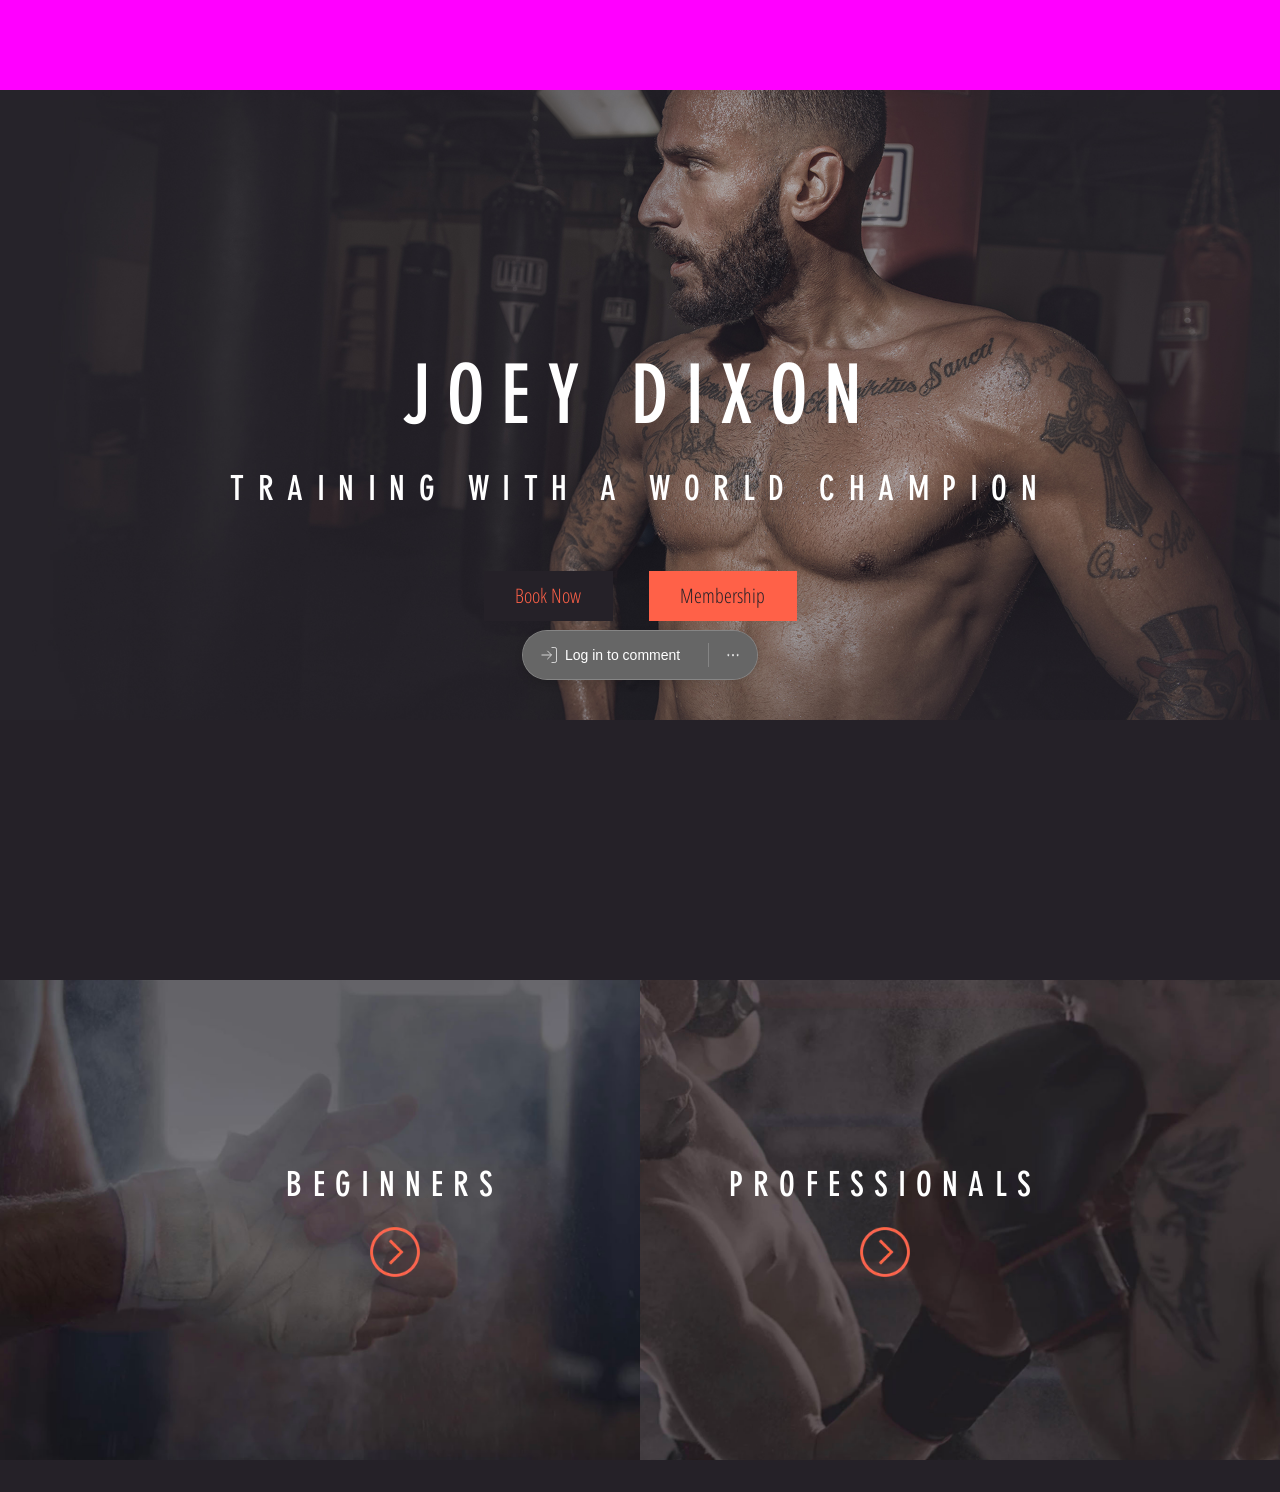 JOEY DIXON
TRAINING WITH A WORLD CHAMPION
Book Now
Membership
Log in to comment
BEGINNERS
PROFESSIONALS